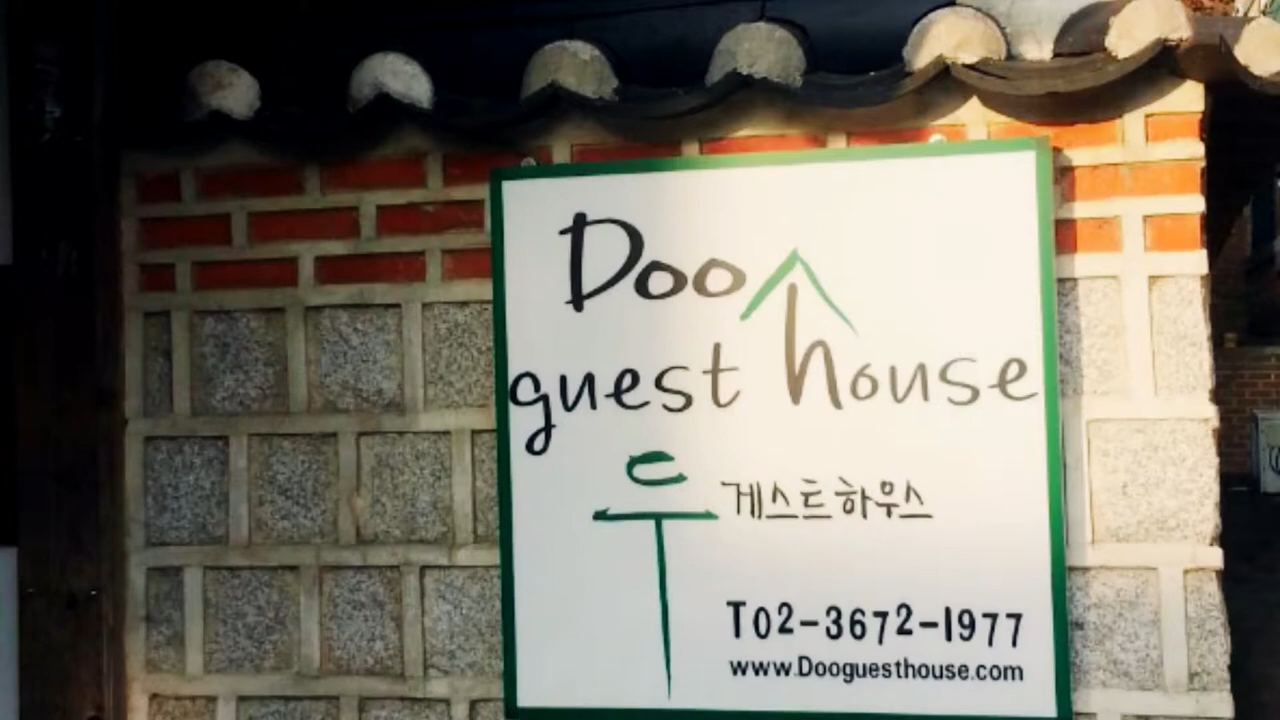 Doo
guest house
두 게스트하우스
T02-3672-1977
www.Dooguesthouse.com